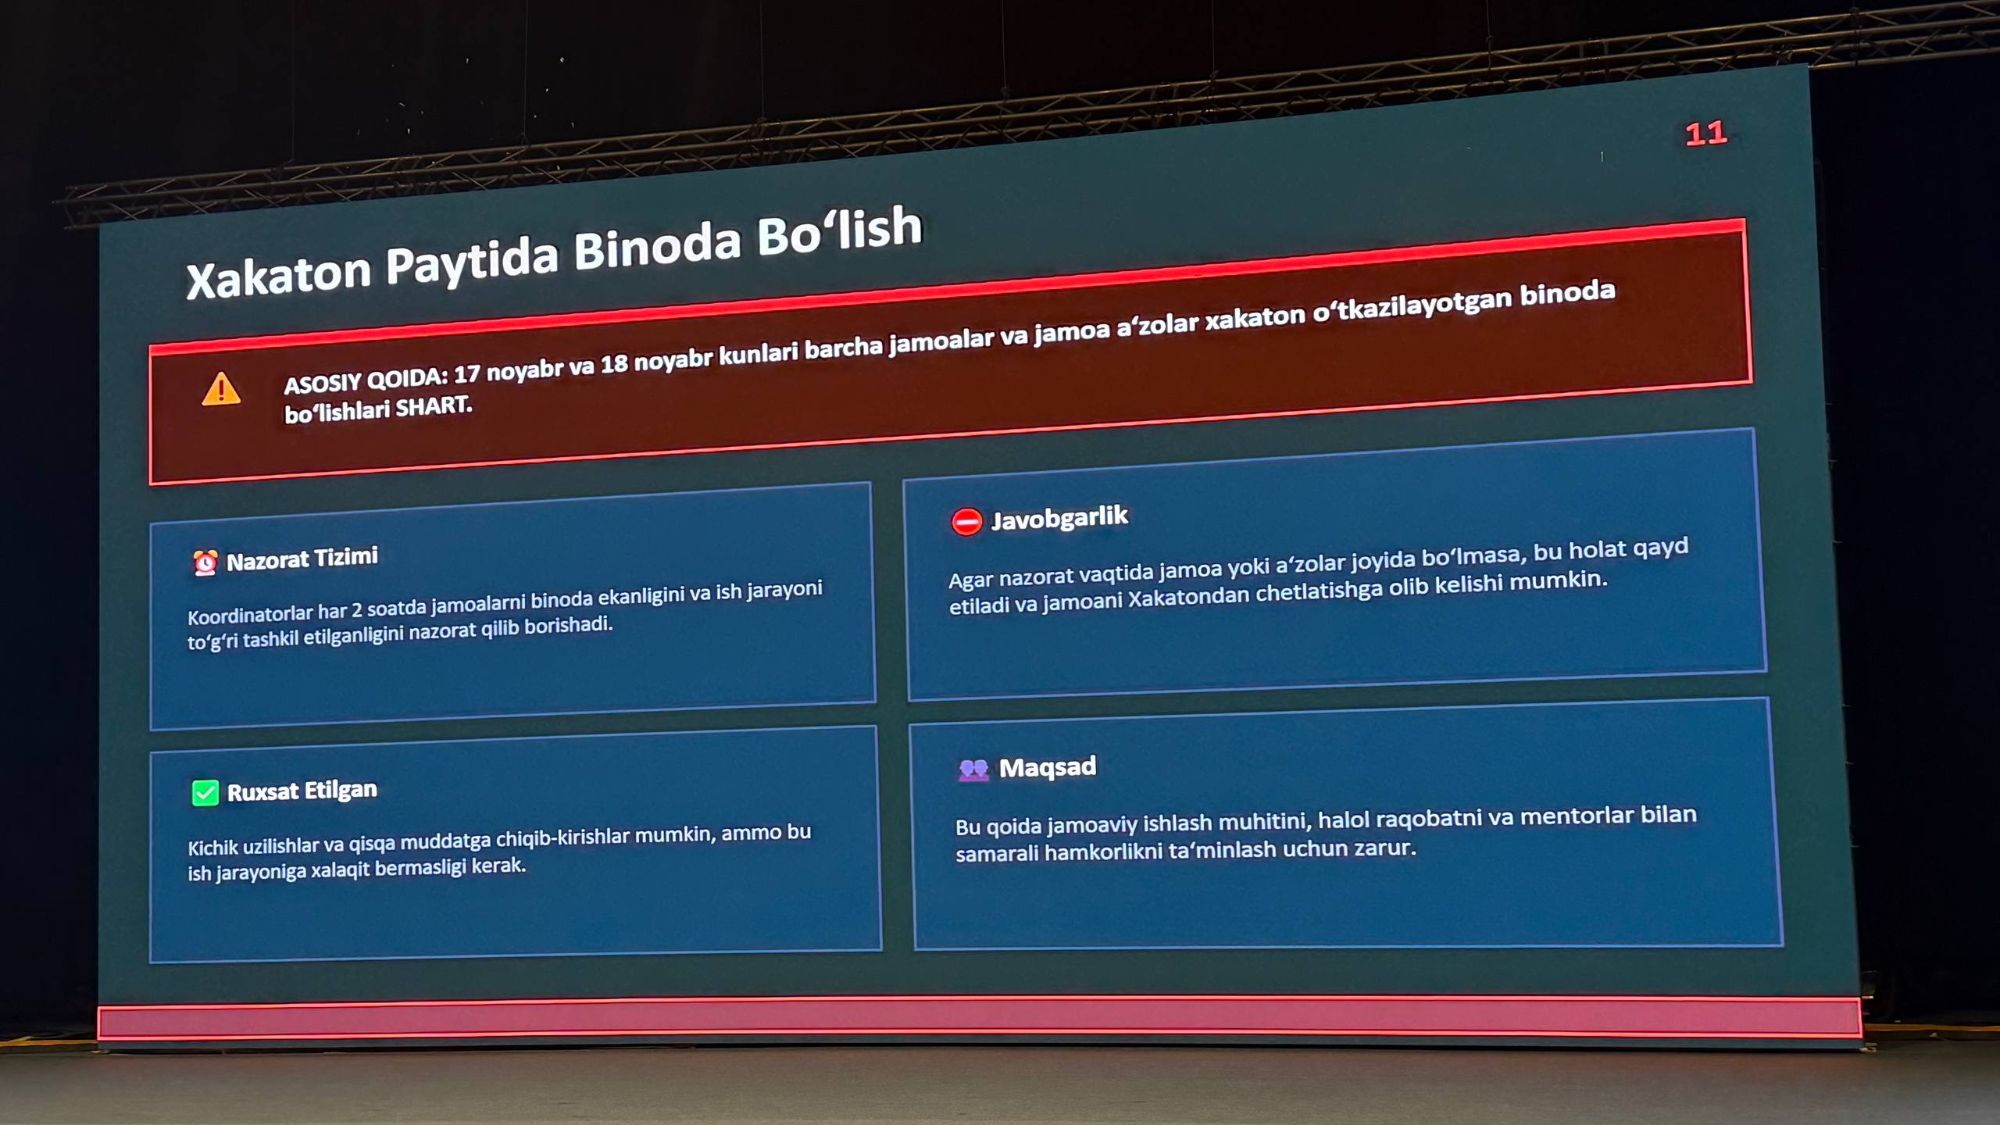 11
Xakaton Paytida Binoda Bo‘lish
ASOSIY QOIDA: 17 noyabr va 18 noyabr kunlari barcha jamoalar va jamoa a‘zolar xakaton o‘tkazilayotgan binoda
bo‘lishlari SHART.
Nazorat Tizimi
Koordinatorlar har 2 soatda jamoalarni binoda ekanligini va ish jarayoni
to‘g‘ri tashkil etilganligini nazorat qilib borishadi.
Javobgarlik
Agar nazorat vaqtida jamoa yoki a‘zolar joyida bo‘lmasa, bu holat qayd
etiladi va jamoani Xakatondan chetlatishga olib kelishi mumkin.
Ruxsat Etilgan
Kichik uzilishlar va qisqa muddatga chiqib-kirishlar mumkin, ammo bu
ish jarayoniga xalaqit bermasligi kerak.
Maqsad
Bu qoida jamoaviy ishlash muhitini, halol raqobatni va mentorlar bilan
samarali hamkorlikni ta‘minlash uchun zarur.